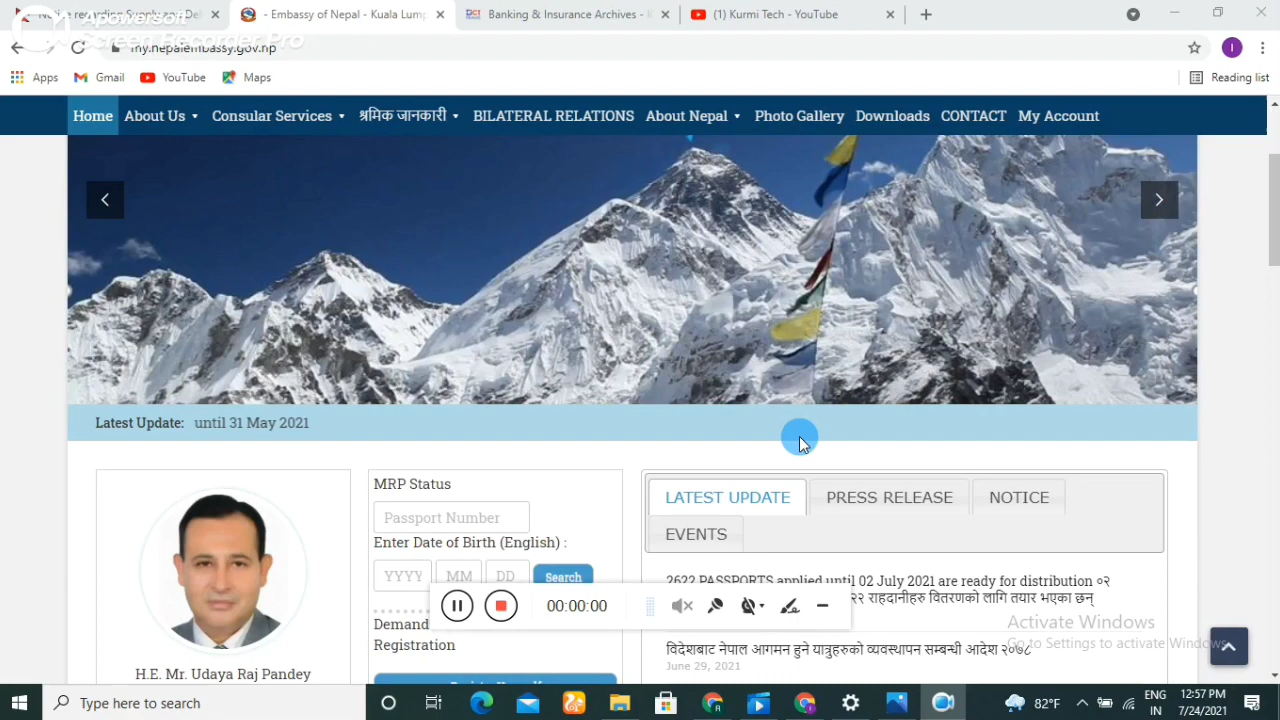 Embassy of Nepal - Kuala Lump
Banking & Insurance Archives -
(1) Kurmi Tech - YouTube
Apowersoft
Screen Recorder Pro
my.nepalembassy.gov.np
Apps Gmail YouTube Maps Reading list
Home About Us Consular Services श्रमिक जानकारी BILATERAL RELATIONS About Nepal Photo Gallery Downloads CONTACT My Account
Latest Update: until 31 May 2021
MRP Status
Passport Number
Enter Date of Birth (English) :
YYYY MM DD Search
Demand
Registration
H.E. Mr. Udaya Raj Pandey
LATEST UPDATE PRESS RELEASE NOTICE
EVENTS
2622 PASSPORTS applied until 02 July 2021 are ready for distribution ०२
राहदानीहरु वितरणको लागि तयार भएका छन्
विदेशबाट नेपाल आगमन हुने यात्रुहरुको व्यवस्थापन सम्बन्धी आदेश २०७८
June 29, 2021
00:00:00
Activate Windows
Go to Settings to activate Windows.
Type here to search
82°F
ENG
IN
12:57 PM
7/24/2021